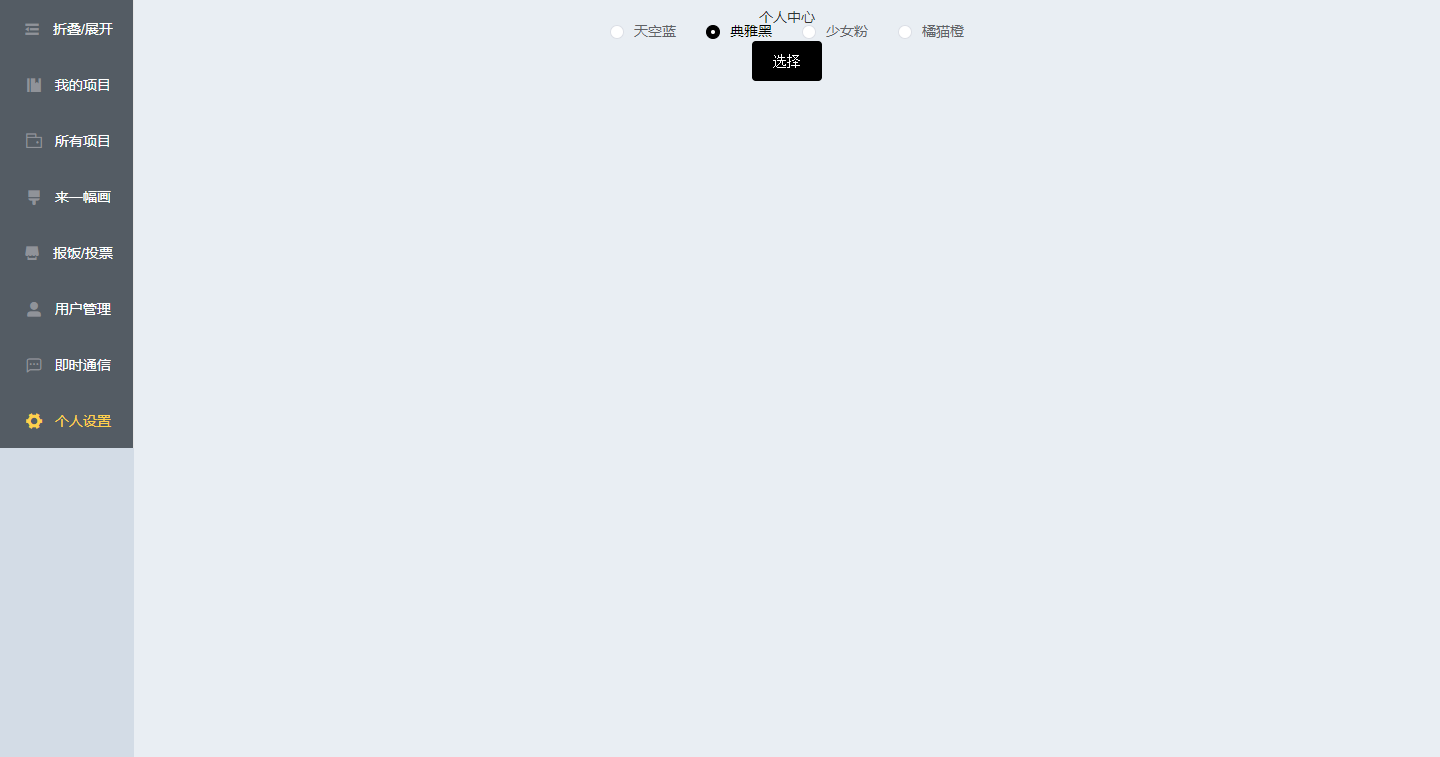 折叠/展开
我的项目
所有项目
来一幅画
报饭/投票
用户管理
即时通信
个人设置
个人中心
天空蓝 典雅黑 少女粉 橘猫橙
选择